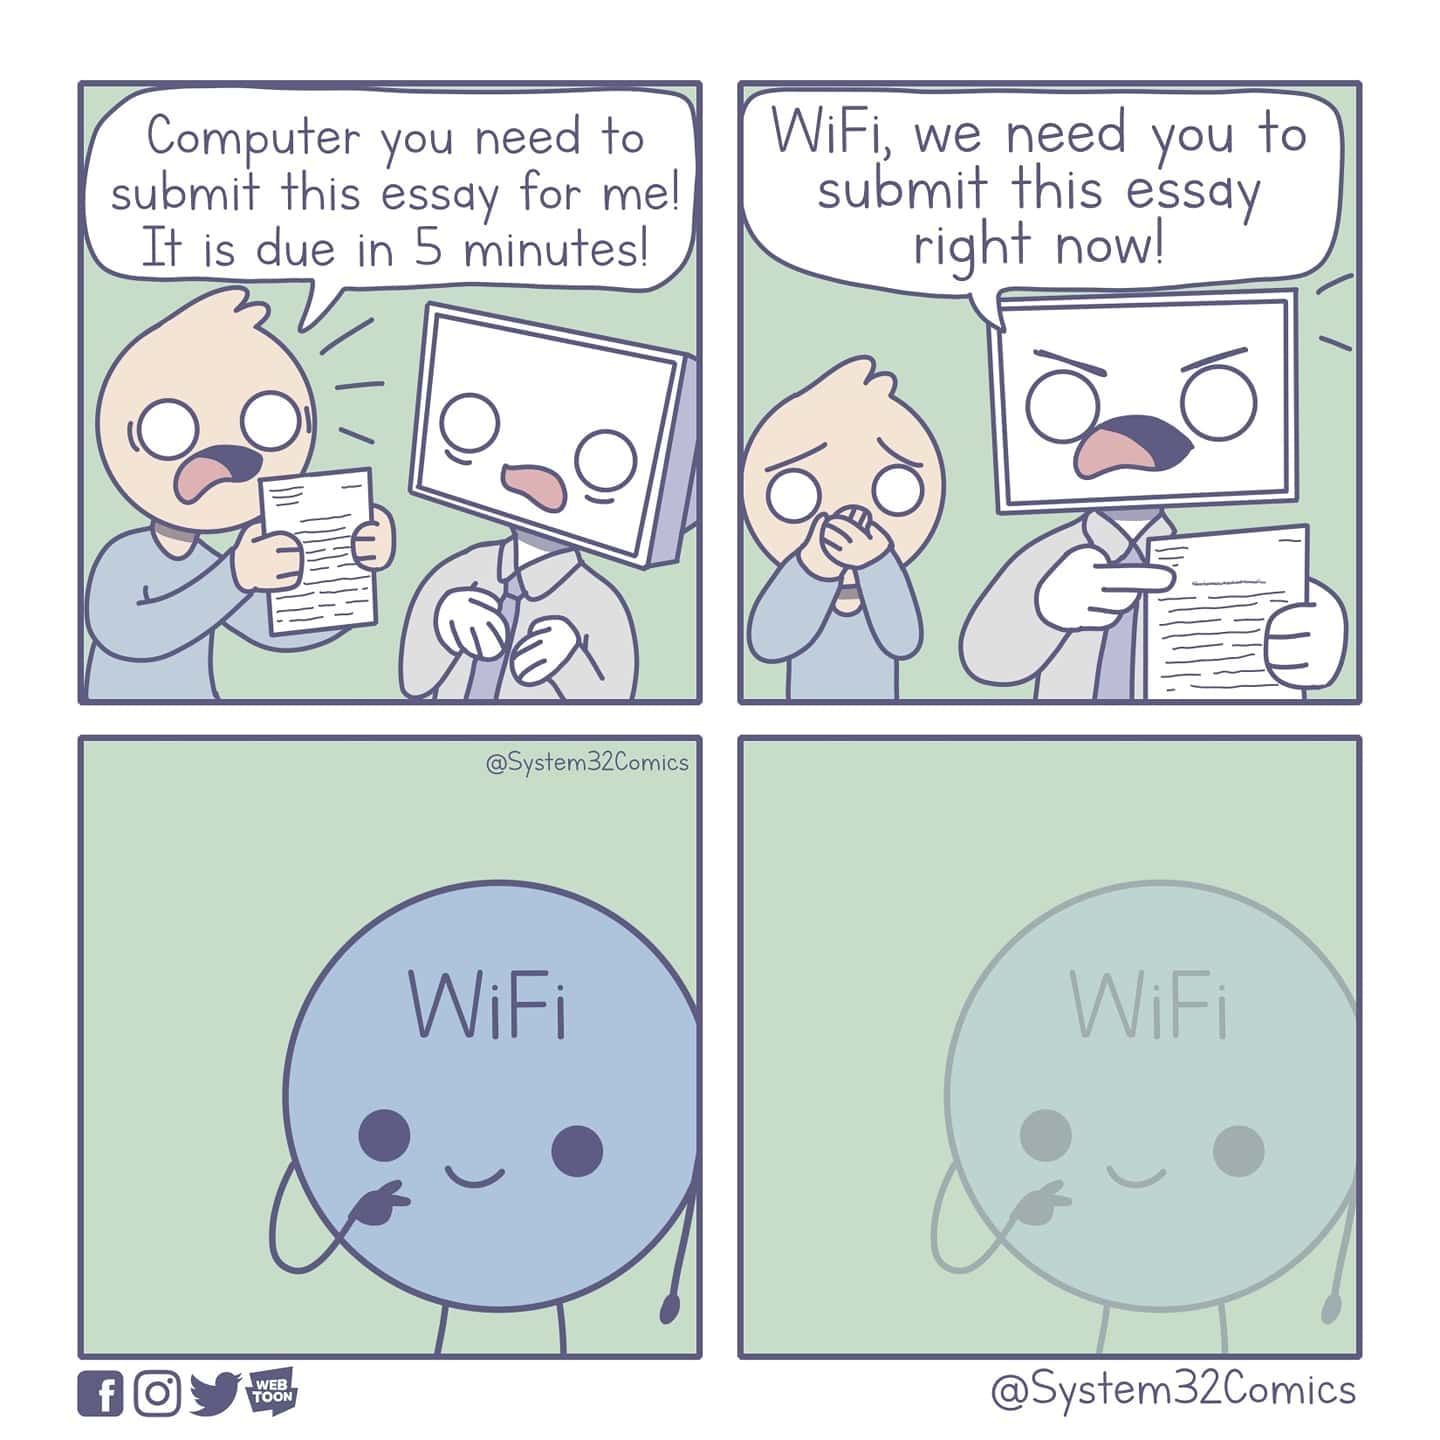 Computer you need to
submit this essay for me!
It is due in 5 minutes!
WiFi, we need you to
submit this essay
right now!
@System32Comics
WiFi
WiFi
f
WEB
TOON
@System32Comics